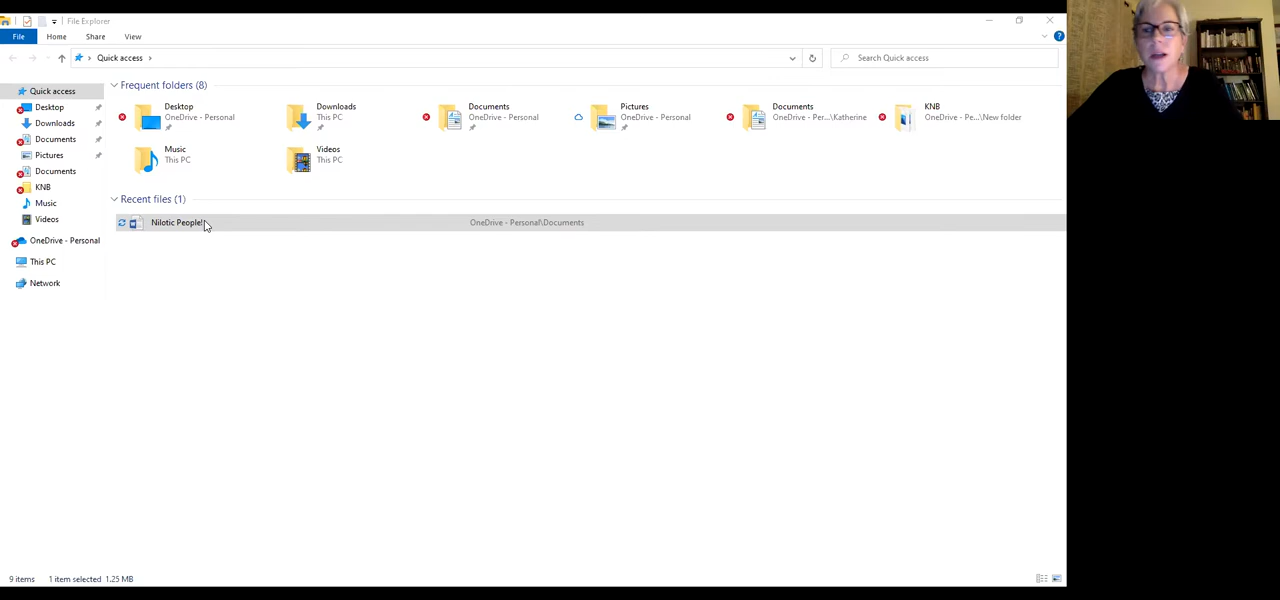 File Explorer
File Home Share View
Quick access
Search Quick access
Quick access
Desktop
Downloads
Documents
Pictures
Documents
KNB
Music
Videos
OneDrive - Personal
This PC
Network
Frequent folders (8)
Desktop
OneDrive - Personal
Downloads
This PC
Documents
OneDrive - Personal
Pictures
OneDrive - Personal
Documents
OneDrive - Per...\Katherine
KNB
OneDrive - Pe...\New folder
Music
This PC
Videos
This PC
Recent files (1)
Nilotic People! OneDrive - Personal\Documents
9 items 1 item selected 1.25 MB